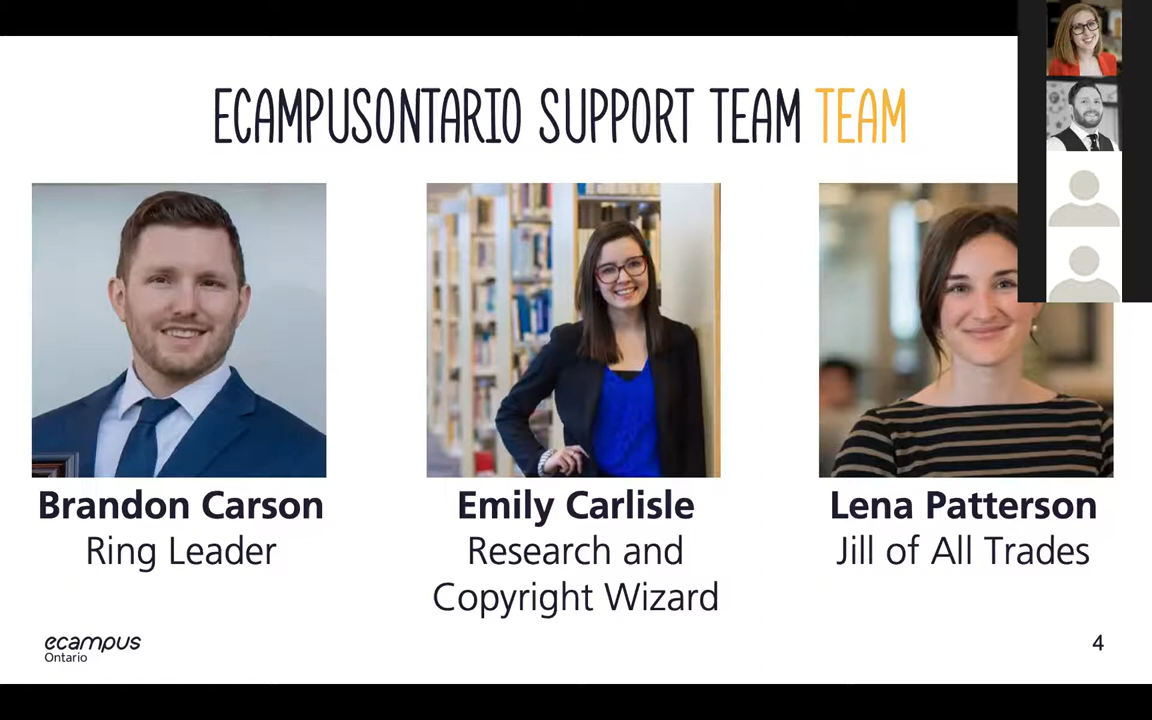 ECAMPUSONTARIO SUPPORT TEAM TEAM
Brandon Carson
Ring Leader
Emily Carlisle
Research and
Copyright Wizard
Lena Patterson
Jill of All Trades
ecampus
Ontario
4